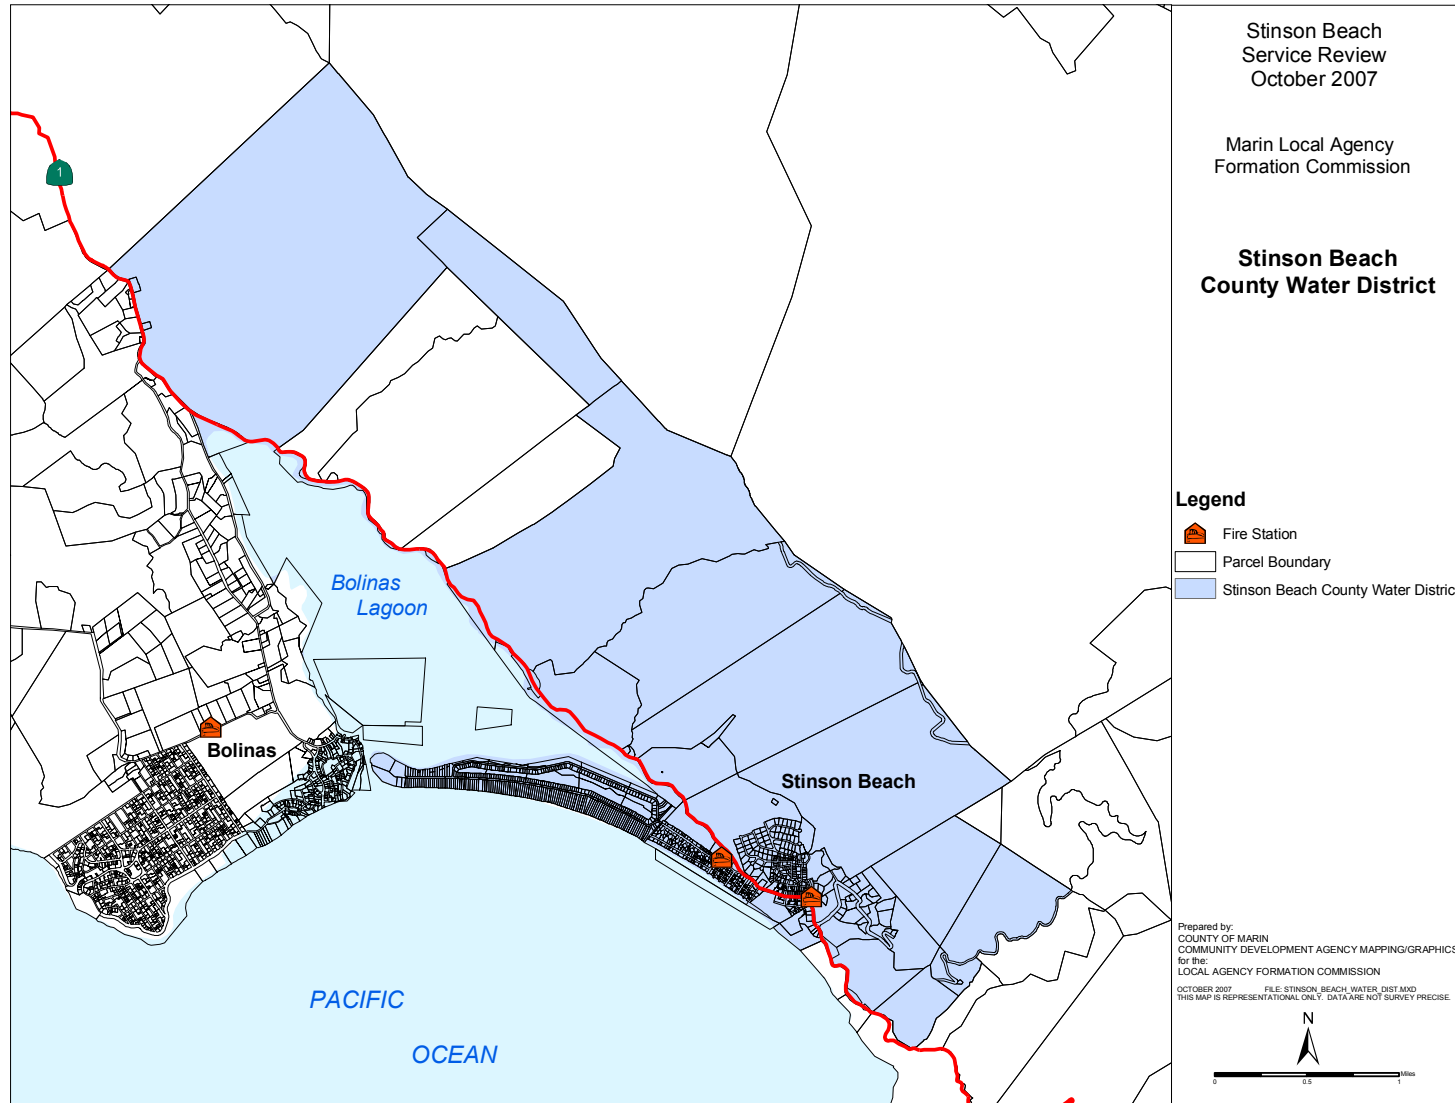 Stinson Beach
Service Review
October 2007
Marin Local Agency
Formation Commission
Stinson Beach
County Water District
Legend
Fire Station
Parcel Boundary
Stinson Beach County Water Distric
1
Bolinas
Lagoon
Bolinas
Stinson Beach
PACIFIC
OCEAN
Prepared by:
COUNTY OF MARIN
COMMUNITY DEVELOPMENT AGENCY MAPPING/GRAPHICS
for the:
LOCAL AGENCY FORMATION COMMISSION
OCTOBER 2007 FILE: STINSON_BEACH_WATER_DIST.MXD
THIS MAP IS REPRESENTATIONAL ONLY. DATA ARE NOT SURVEY PRECISE.
N
Miles
0 0.5 1